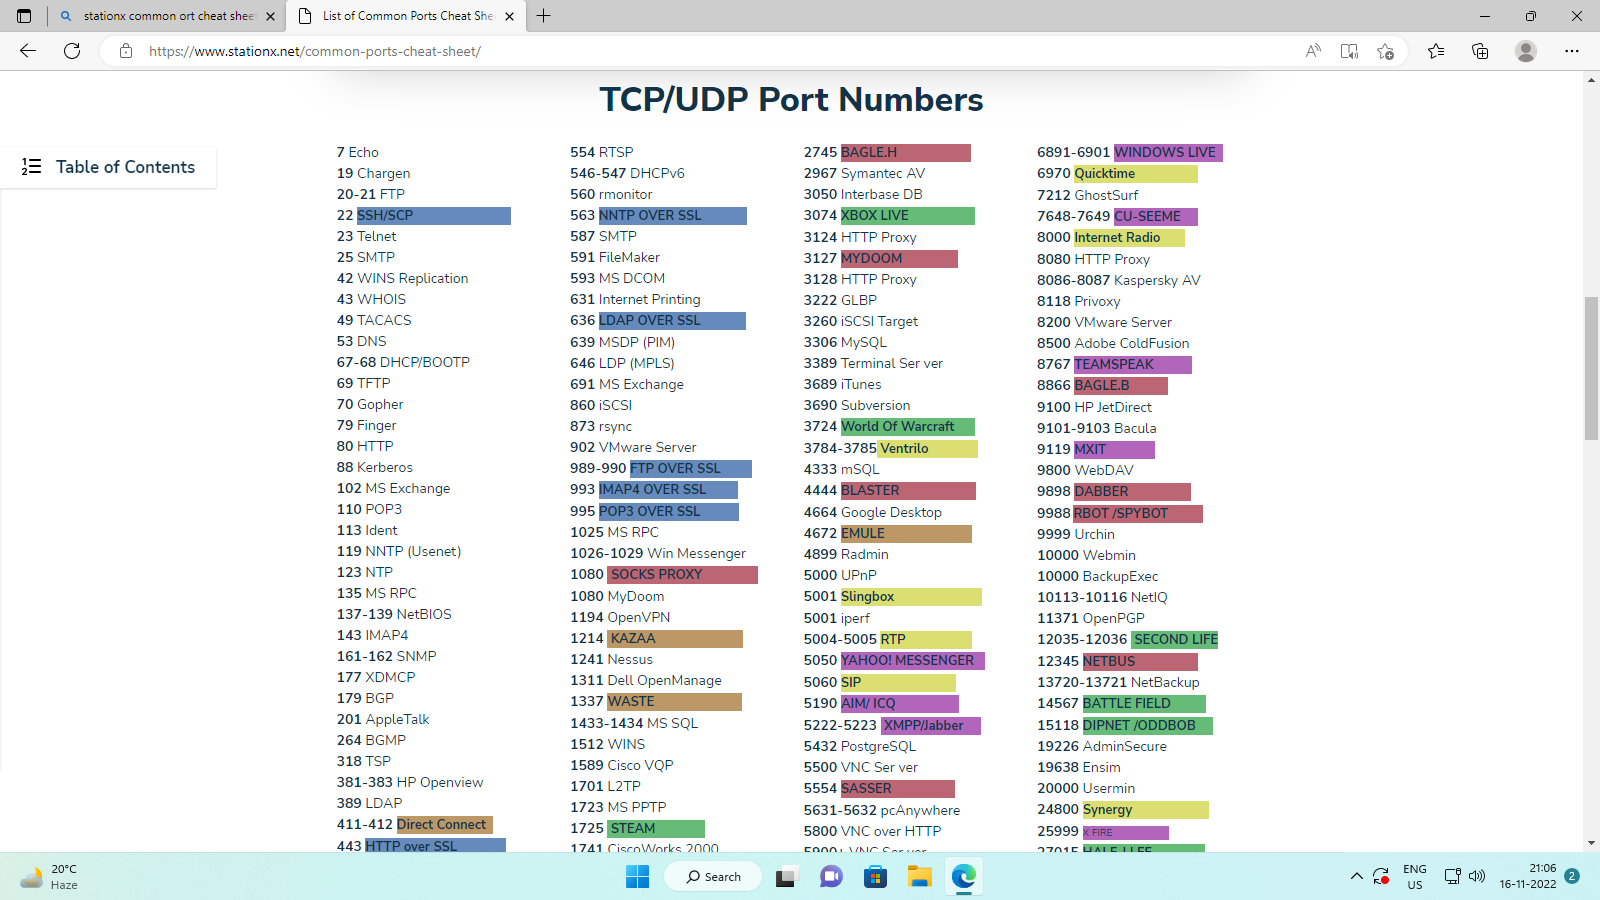 stationx common ort cheat sheet
List of Common Ports Cheat She
https://www.stationx.net/common-ports-cheat-sheet/
TCP/UDP Port Numbers
Table of Contents
7 Echo
19 Chargen
20-21 FTP
22 SSH/SCP
23 Telnet
25 SMTP
42 WINS Replication
43 WHOIS
49 TACACS
53 DNS
67-68 DHCP/BOOTP
69 TFTP
70 Gopher
79 Finger
80 HTTP
88 Kerberos
102 MS Exchange
110 POP3
113 Ident
119 NNTP (Usenet)
123 NTP
135 MS RPC
137-139 NetBIOS
143 IMAP4
161-162 SNMP
177 XDMCP
179 BGP
201 AppleTalk
264 BGMP
318 TSP
381-383 HP Openview
389 LDAP
411-412 Direct Connect
443 HTTP over SSL
554 RTSP
546-547 DHCPv6
560 rmonitor
563 NNTP OVER SSL
587 SMTP
591 FileMaker
593 MS DCOM
631 Internet Printing
636 LDAP OVER SSL
639 MSDP (PIM)
646 LDP (MPLS)
691 MS Exchange
860 iSCSI
873 rsync
902 VMware Server
989-990 FTP OVER SSL
993 IMAP4 OVER SSL
995 POP3 OVER SSL
1025 MS RPC
1026-1029 Win Messenger
1080 SOCKS PROXY
1080 MyDoom
1194 OpenVPN
1214 KAZAA
1241 Nessus
1311 Dell OpenManage
1337 WASTE
1433-1434 MS SQL
1512 WINS
1589 Cisco VQP
1701 L2TP
1723 MS PPTP
1725 STEAM
1741 CiscoWorks 2000
2745 BAGLE.H
2967 Symantec AV
3050 Interbase DB
3074 XBOX LIVE
3124 HTTP Proxy
3127 MYDOOM
3128 HTTP Proxy
3222 GLBP
3260 iSCSI Target
3306 MySQL
3389 Terminal Ser ver
3689 iTunes
3690 Subversion
3724 World Of Warcraft
3784-3785 Ventrilo
4333 mSQL
4444 BLASTER
4664 Google Desktop
4672 EMULE
4899 Radmin
5000 UPnP
5001 Slingbox
5001 iperf
5004-5005 RTP
5050 YAHOO! MESSENGER
5060 SIP
5190 AIM/ ICQ
5222-5223 XMPP/Jabber
5432 PostgreSQL
5500 VNC Ser ver
5554 SASSER
5631-5632 pcAnywhere
5800 VNC over HTTP
5900+ VNC Ser ver
6891-6901 WINDOWS LIVE
6970 Quicktime
7212 GhostSurf
7648-7649 CU-SEEME
8000 Internet Radio
8080 HTTP Proxy
8086-8087 Kaspersky AV
8118 Privoxy
8200 VMware Server
8500 Adobe ColdFusion
8767 TEAMSPEAK
8866 BAGLE.B
9100 HP JetDirect
9101-9103 Bacula
9119 MXIT
9800 WebDAV
9898 DABBER
9988 RBOT /SPYBOT
9999 Urchin
10000 Webmin
10000 BackupExec
10113-10116 NetIQ
11371 OpenPGP
12035-12036 SECOND LIFE
12345 NETBUS
13720-13721 NetBackup
14567 BATTLE FIELD
15118 DIPNET /ODDBOB
19226 AdminSecure
19638 Ensim
20000 Usermin
24800 Synergy
25999 X FIRE
27015 HALF-LIFE
20°C
Haze
Search
ENG
US
21:06
16-11-2022
2